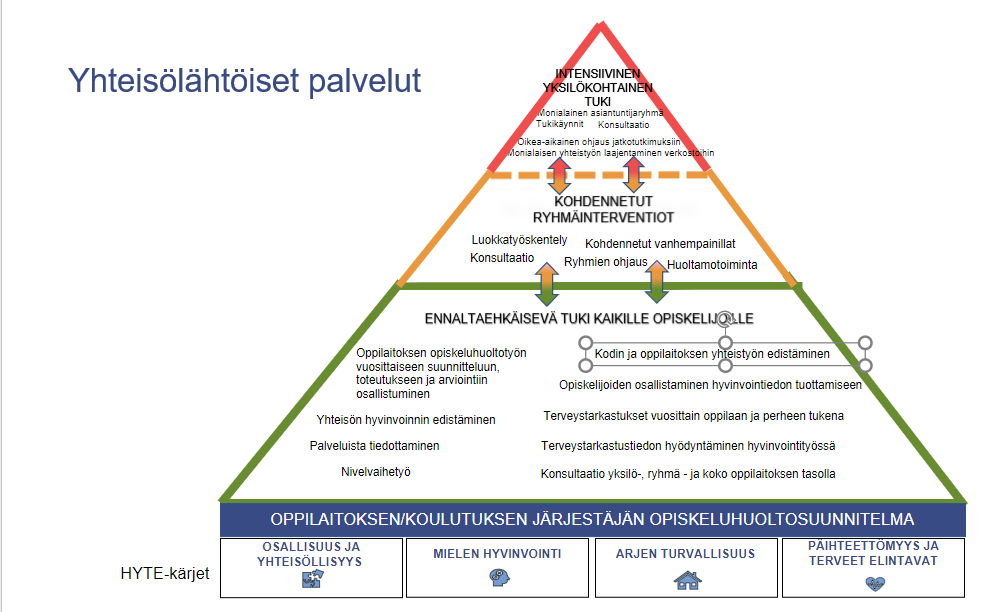 Yhteisölähtöiset palvelut
INTENSIIVINEN
YKSILÖKOHTAINEN
TUKI
Monialainen asiantuntijaryhmä
Tukikäynnit Konsultaatio
Oikea-aikainen ohjaus jatkotutkimuksiin
Monialaisen yhteistyön laajentaminen verkostoihin
KOHDENNETUT
RYHMÄINTERVENTIOT
Luokkatyöskentely
Kohdennetut vanhempainillat
Konsultaatio
Ryhmien ohjaus
Huoltamotoiminta
ENNALTAEHKÄISEVÄ TUKI KAIKILLE OPISKELIJOILLE
Oppilaitoksen opiskeluhuoltotyön
vuosittaiseen suunnitteluun,
toteutukseen ja arviointiin
osallistuminen
Yhteisön hyvinvoinnin edistäminen
Palveluista tiedottaminen
Nivelvaihetyö
Kodin ja oppilaitoksen yhteistyön edistäminen
Opiskelijoiden osallistaminen hyvinvointiedon tuottamiseen
Terveystarkastukset vuosittain oppilaan ja perheen tukena
Terveystarkastustiedon hyödyntäminen hyvinvointityössä
Konsultaatio yksilö-, ryhmä - ja koko oppilaitoksen tasolla
OPPILAITOKSEN/KOULUTUKSEN JÄRJESTÄJÄN OPISKELUHUOLTOSUUNNITELMA
HYTE-kärjet
OSALLISUUS JA
YHTEISÖLLISYYS
MIELEN HYVINVOINTI
ARJEN TURVALLISUUS
PÄIHTEETTÖMYYS JA
TERVEET ELINTAVAT